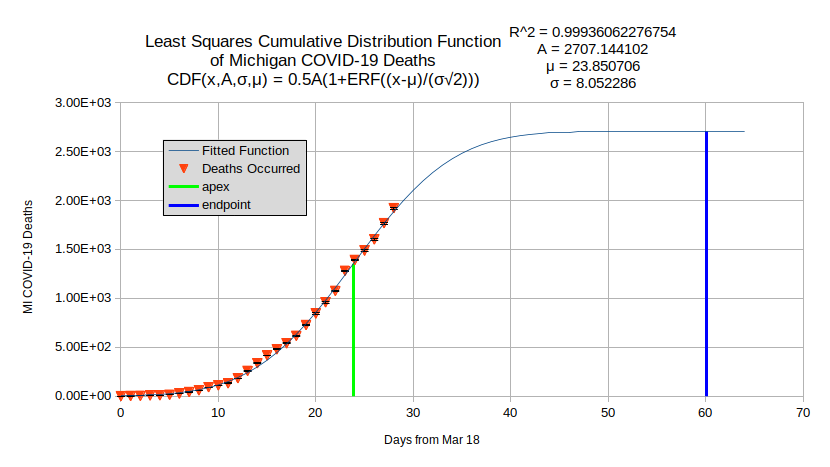 Least Squares Cumulative Distribution Function
of Michigan COVID-19 Deaths
CDF(x,A,σ,μ) = 0.5A(1+ERF((x-μ)/(σ√2)))
R^2 = 0.99936062276754
A = 2707.144102
μ = 23.850706
σ = 8.052286
3.00E+03
2.50E+03
2.00E+03
1.50E+03
1.00E+03
5.00E+02
0.00E+00
MI COVID-19 Deaths
Fitted Function
Deaths Occurred
apex
endpoint
0 10 20 30 40 50 60 70
Days from Mar 18